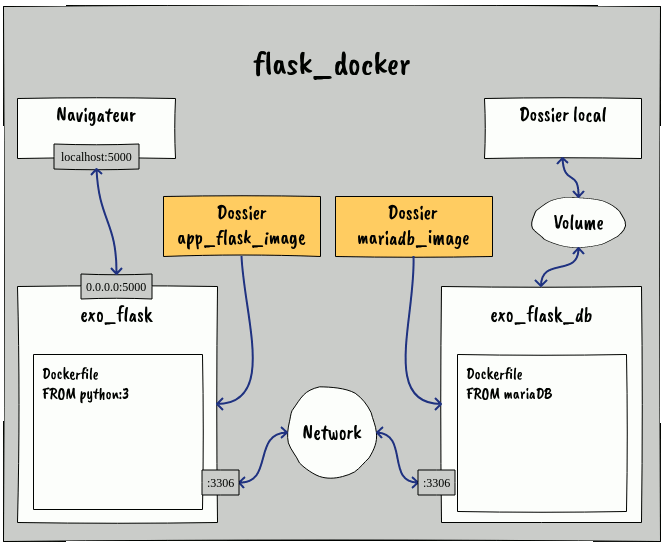 flask_docker
Navigateur
localhost:5000
Dossier local
Dossier
app_flask_image
Dossier
mariadb_image
Volume
0.0.0.0:5000
exo_flask
exo_flask_db
Dockerfile
FROM python:3
Dockerfile
FROM mariaDB
Network
:3306
:3306